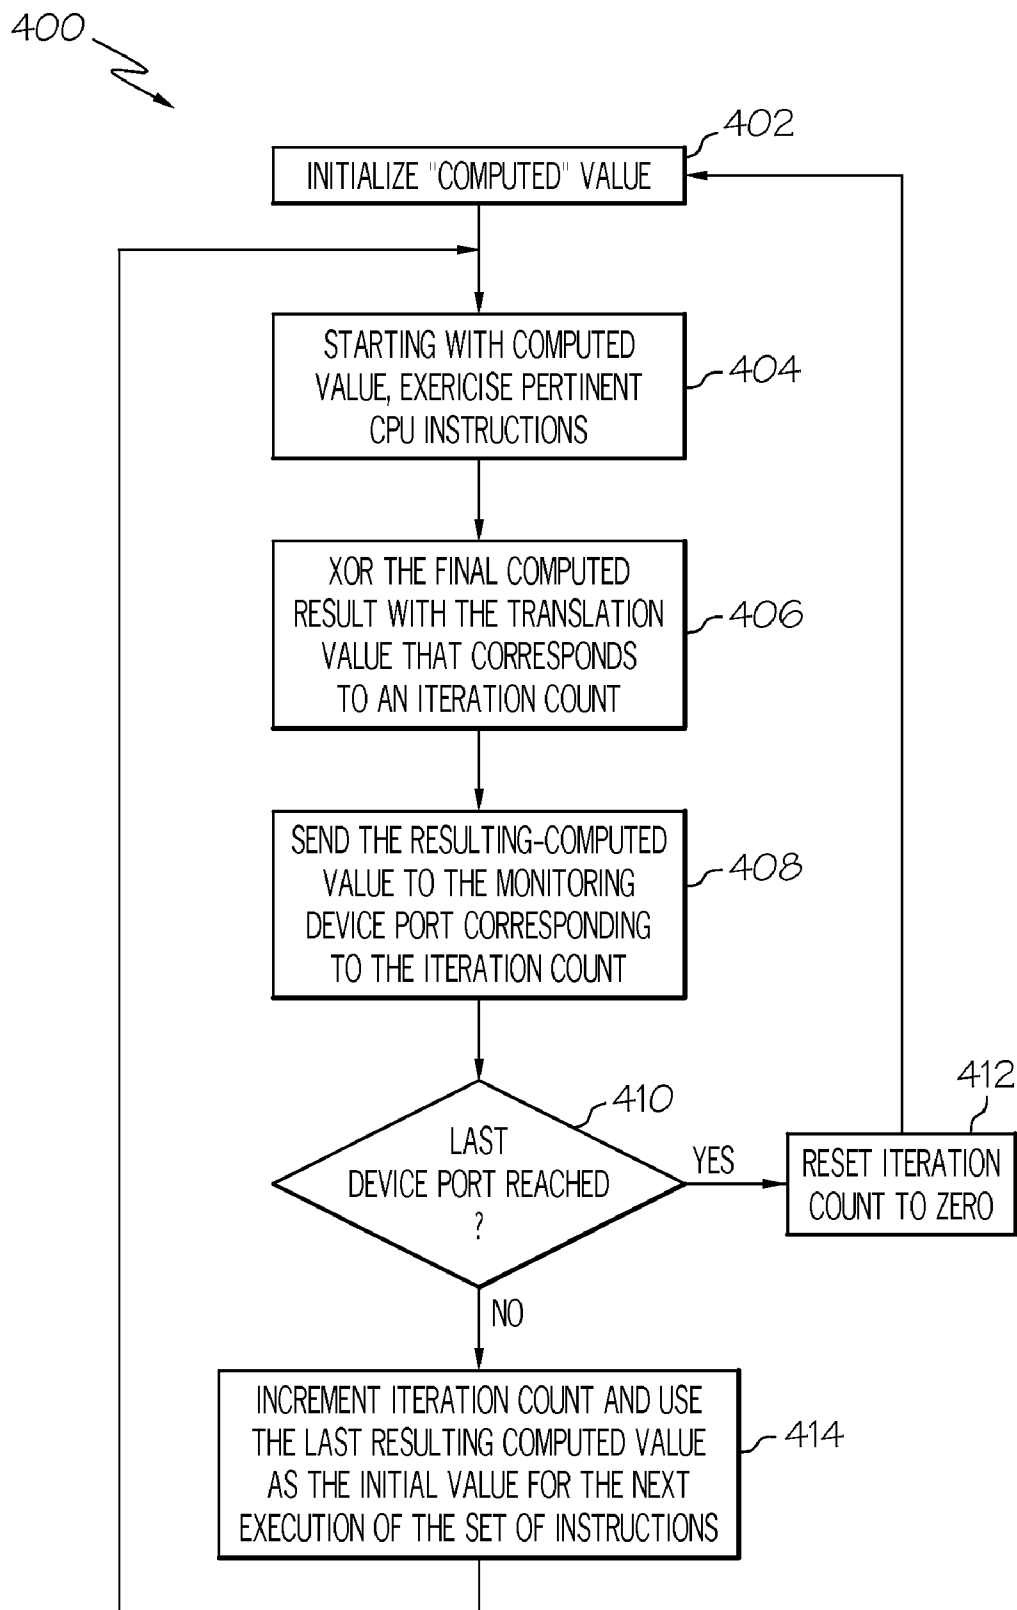 400
402
INITIALIZE "COMPUTED" VALUE
STARTING WITH COMPUTED
VALUE, EXERICISE PERTINENT
CPU INSTRUCTIONS
404
XOR THE FINAL COMPUTED
RESULT WITH THE TRANSLATION
VALUE THAT CORRESPONDS
TO AN ITERATION COUNT
406
SEND THE RESULTING-COMPUTED
VALUE TO THE MONITORING
DEVICE PORT CORRESPONDING
TO THE ITERATION COUNT
408
410
LAST
DEVICE PORT REACHED
?
YES
412
RESET ITERATION
COUNT TO ZERO
NO
INCREMENT ITERATION COUNT AND USE
THE LAST RESULTING COMPUTED VALUE
AS THE INITIAL VALUE FOR THE NEXT
EXECUTION OF THE SET OF INSTRUCTIONS
414